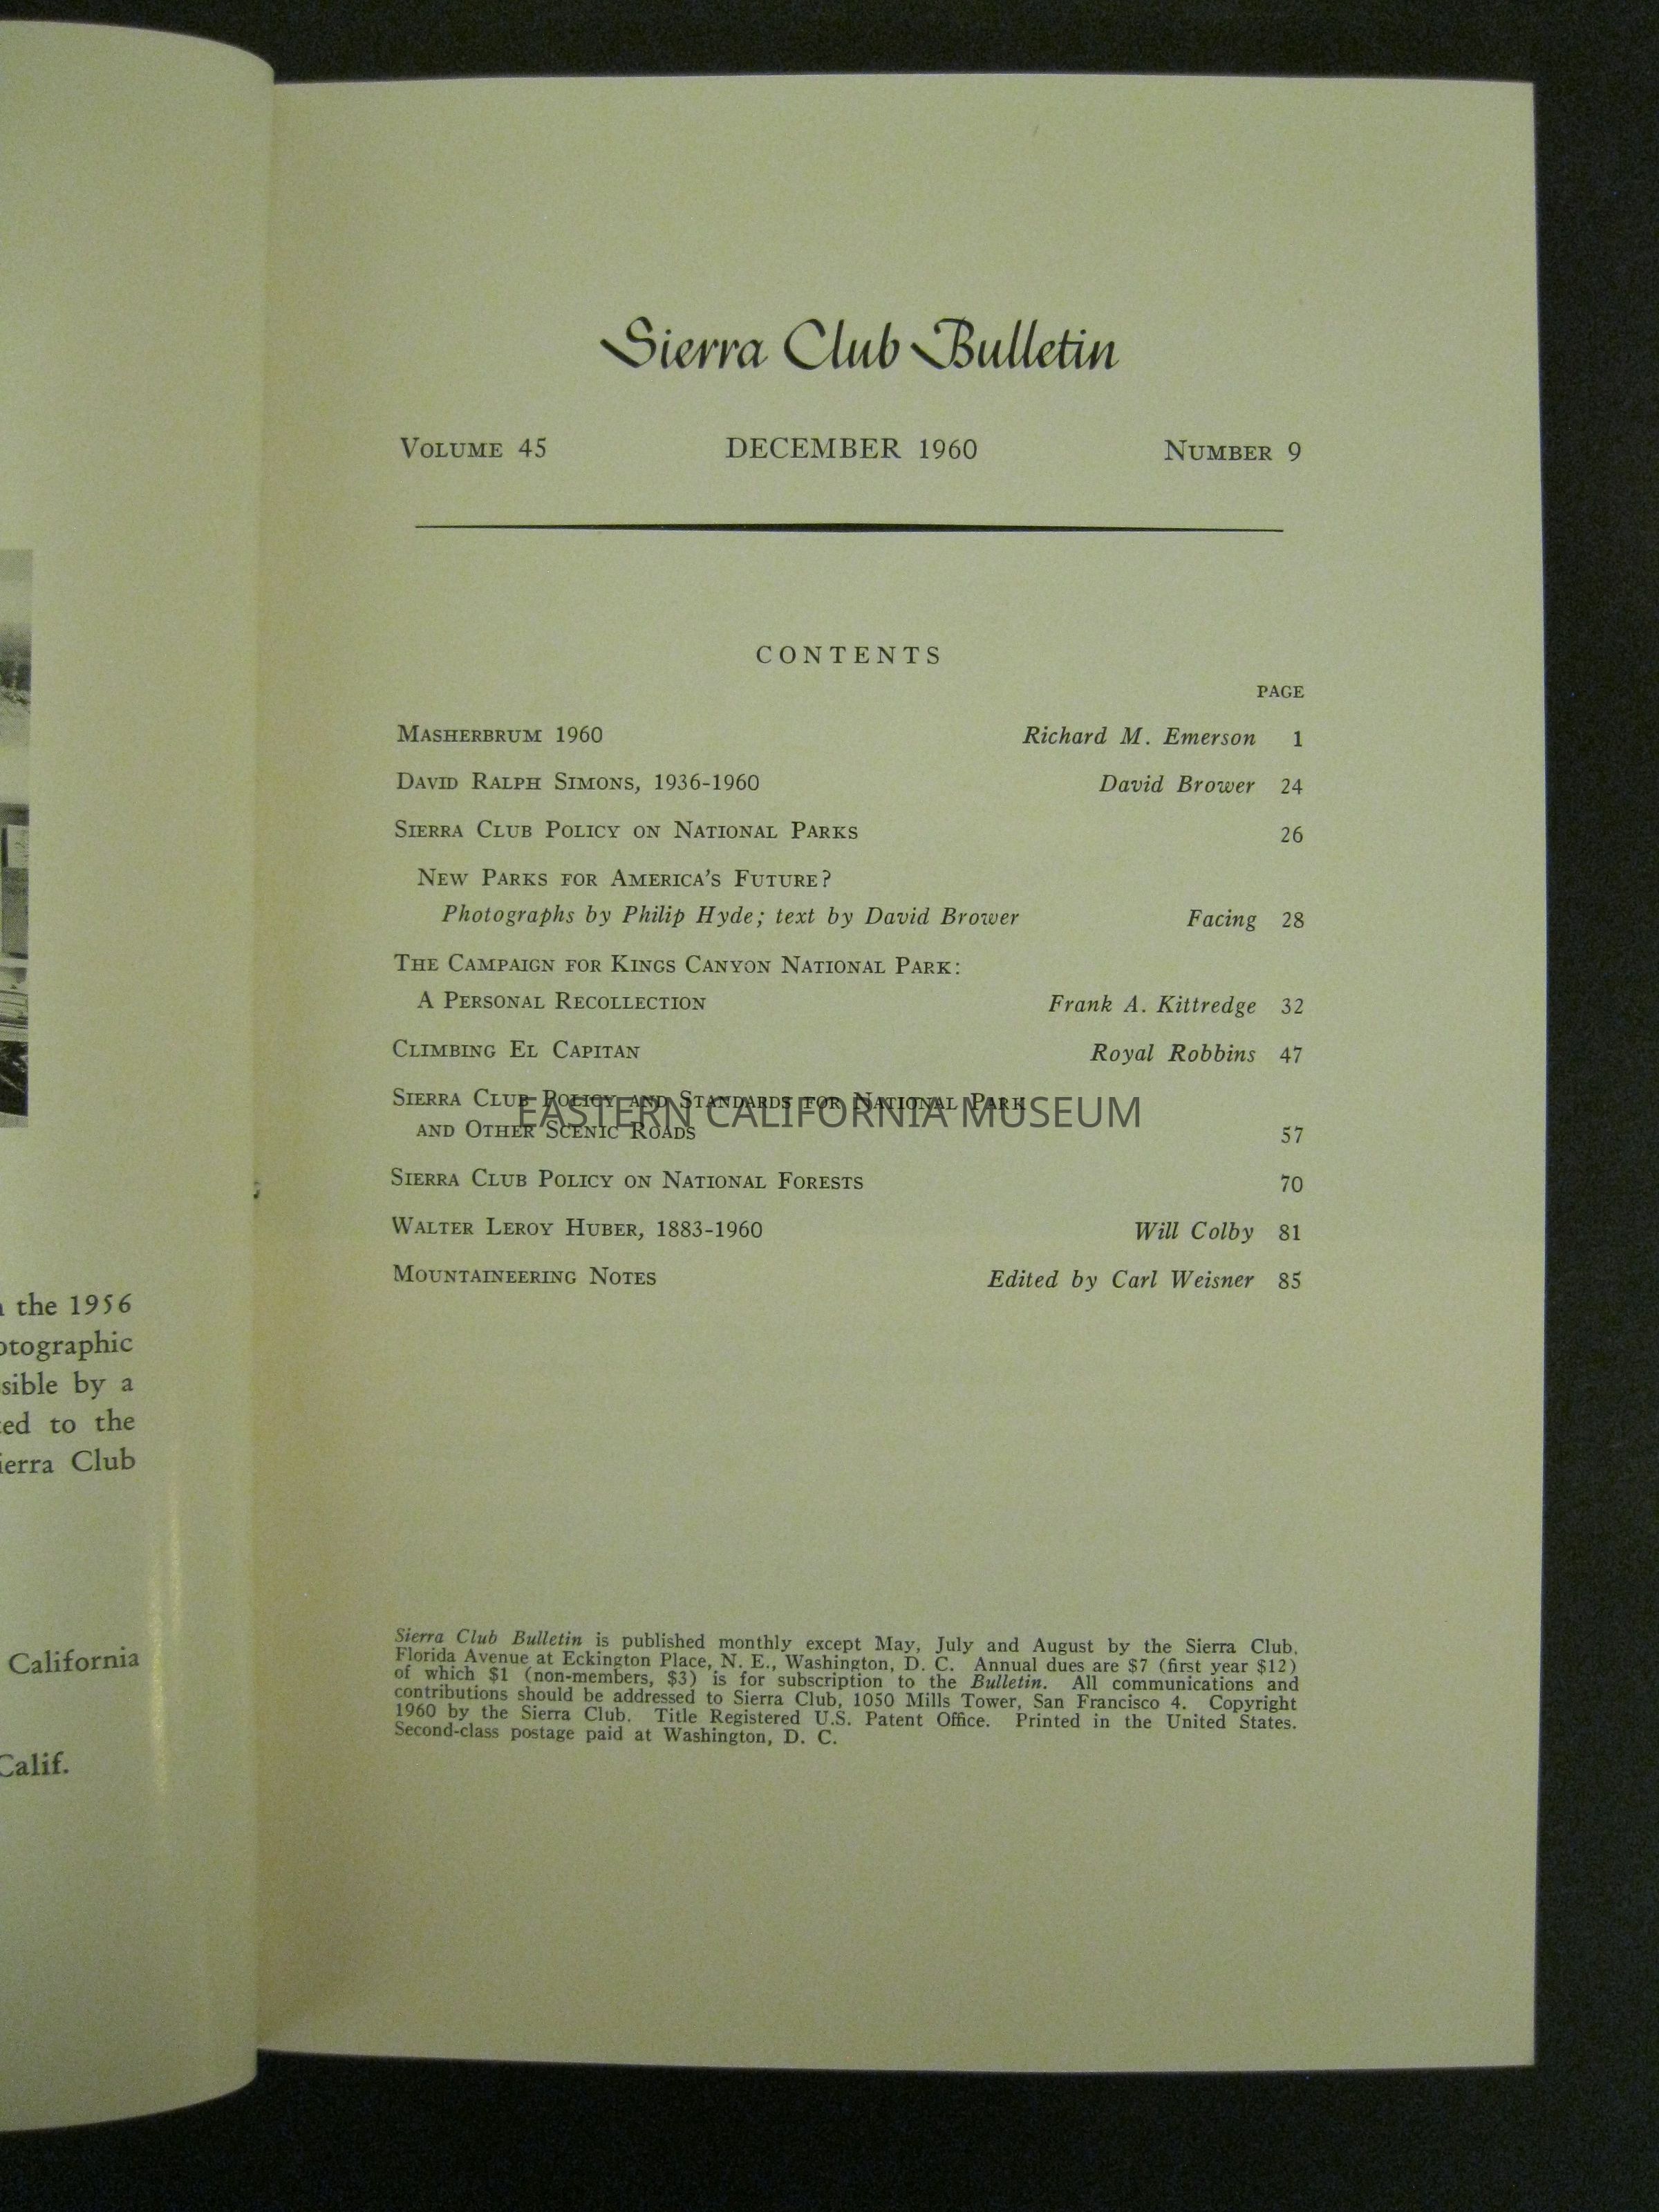 Sierra Club Bulletin
VOLUME 45 DECEMBER 1960 NUMBER 9
CONTENTS
PAGE
MASHERBRUM 1960 Richard M. Emerson 1
DAVID RALPH SIMONS, 1936-1960 David Brower 24
SIERRA CLUB POLICY ON NATIONAL PARKS 26
NEW PARKS FOR AMERICA'S FUTURE?
Photographs by Philip Hyde; text by David Brower Facing 28
THE CAMPAIGN FOR KINGS CANYON NATIONAL PARK:
A PERSONAL RECOLLECTION Frank A. Kittredge 32
CLIMBING EL CAPITAN Royal Robbins 47
SIERRA CLUB POLICY AND STANDARDS FOR NATIONAL PARK
EASTERN CALIFORNIA MUSEUM
AND OTHER SCENIC ROADS 57
SIERRA CLUB POLICY ON NATIONAL FORESTS 70
WALTER LEROY HUBER, 1883-1960 Will Colby 81
MOUNTAINEERING NOTES Edited by Carl Weisner 85
Sierra Club Bulletin is published monthly except May, July and August by the Sierra Club,
Florida Avenue at Eckington Place, N. E., Washington, D. C. Annual dues are $7 (first year $12)
of which $1 (non-members, $3) is for subscription to the Bulletin. All communications and
contributions should be addressed to Sierra Club, 1050 Mills Tower, San Francisco 4. Copyright
1960 by the Sierra Club. Title Registered U.S. Patent Office. Printed in the United States.
Second-class postage paid at Washington, D. C.
the 1956
by a
to the
Club
California
Calif.